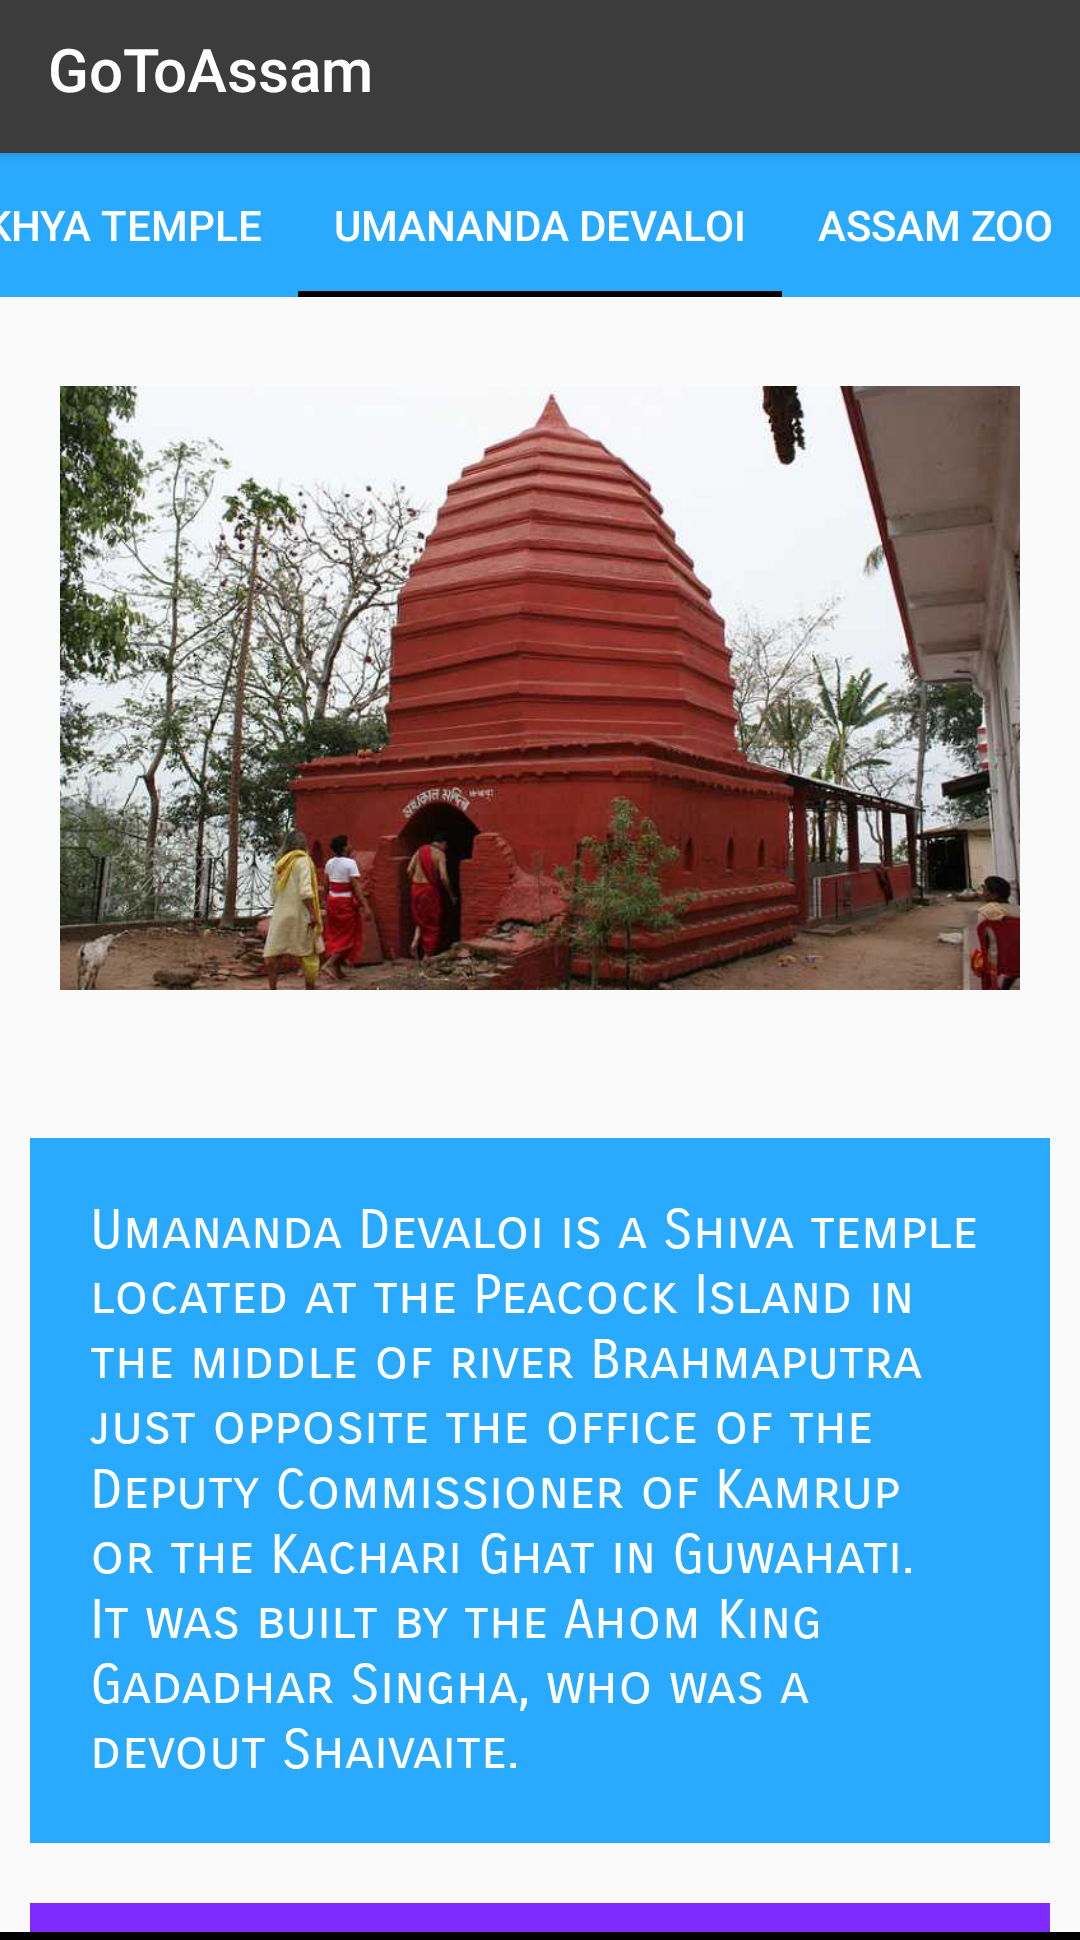 GoToAssam
KHYA TEMPLE UMANANDA DEVALOI ASSAM ZOO
Umananda Devaloi is a Shiva temple
located at the Peacock Island in
the middle of river Brahmaputra
just opposite the office of the
Deputy Commissioner of Kamrup
or the Kachari Ghat in Guwahati.
It was built by the Ahom King
Gadadhar Singha, who was a
devout Shaivaite.